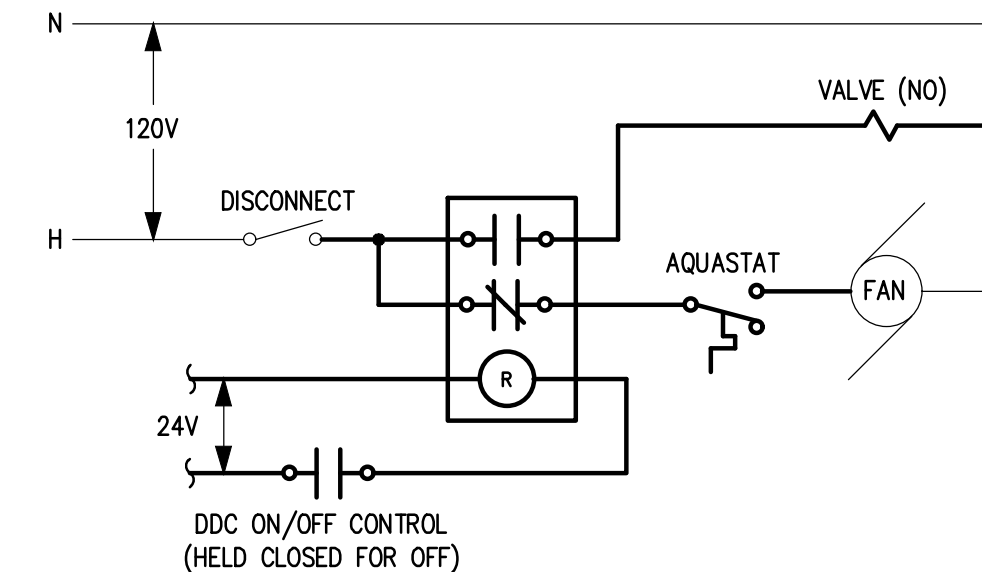 N
VALVE (NO)
120V
DISCONNECT
H
AQUASTAT
FAN
R
24V
DDC ON/OFF CONTROL
(HELD CLOSED FOR OFF)